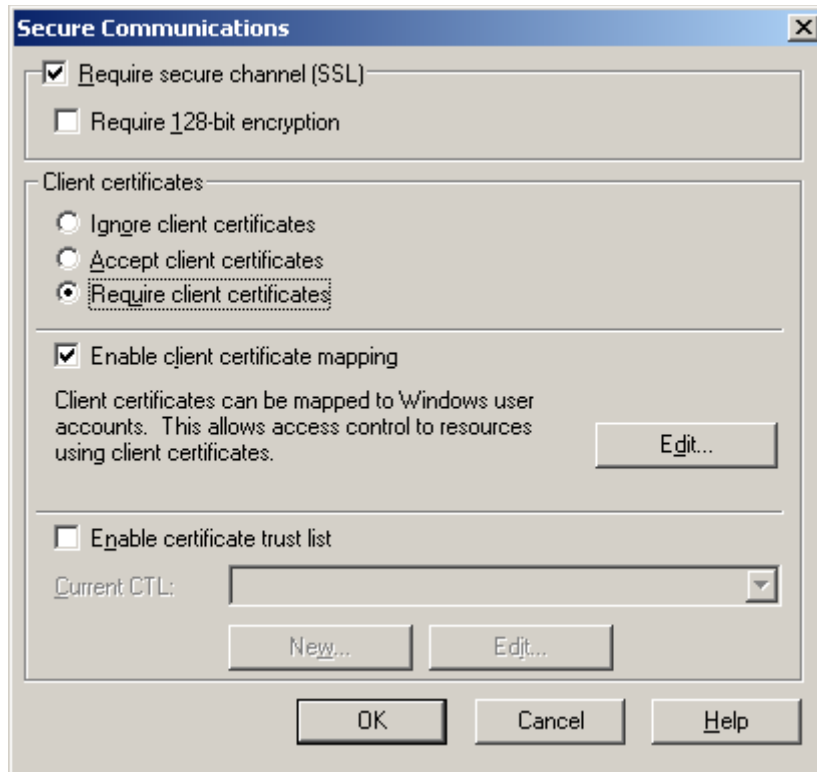 Secure Communications
Require secure channel (SSL)
Require 128-bit encryption
Client certificates
Ignore client certificates
Accept client certificates
Require client certificates
Enable client certificate mapping
Client certificates can be mapped to Windows user
accounts.  This allows access control to resources
using client certificates.
Edit...
Enable certificate trust list
Current CTL:
New...
Edit...
OK
Cancel
Help